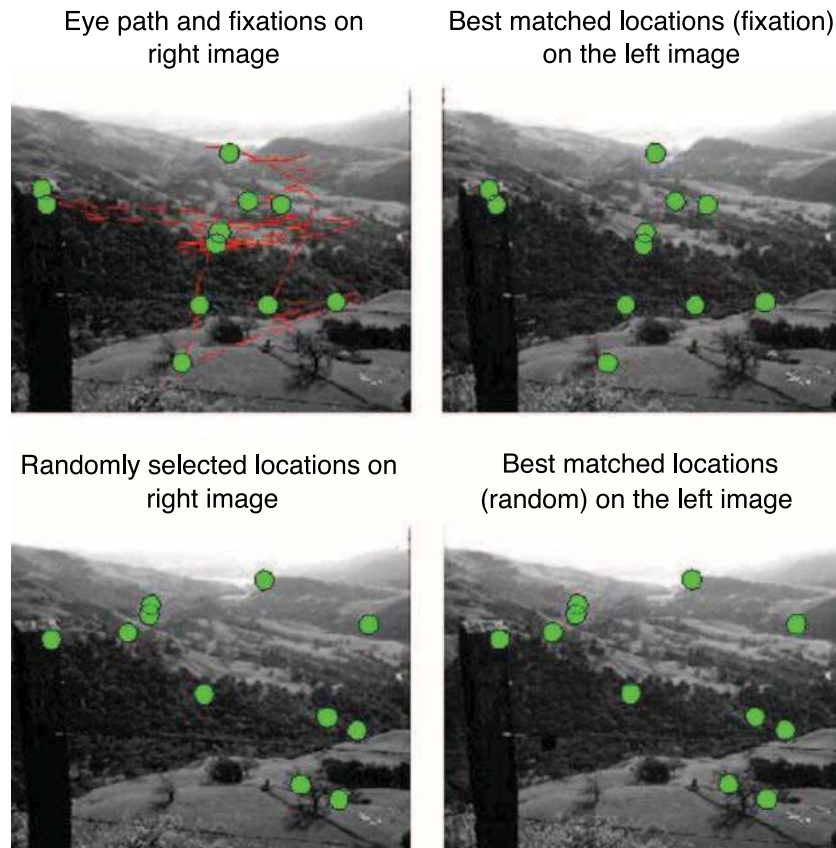 Eye path and fixations on
right image
Best matched locations (fixation)
on the left image
Randomly selected locations on
right image
Best matched locations
(random) on the left image